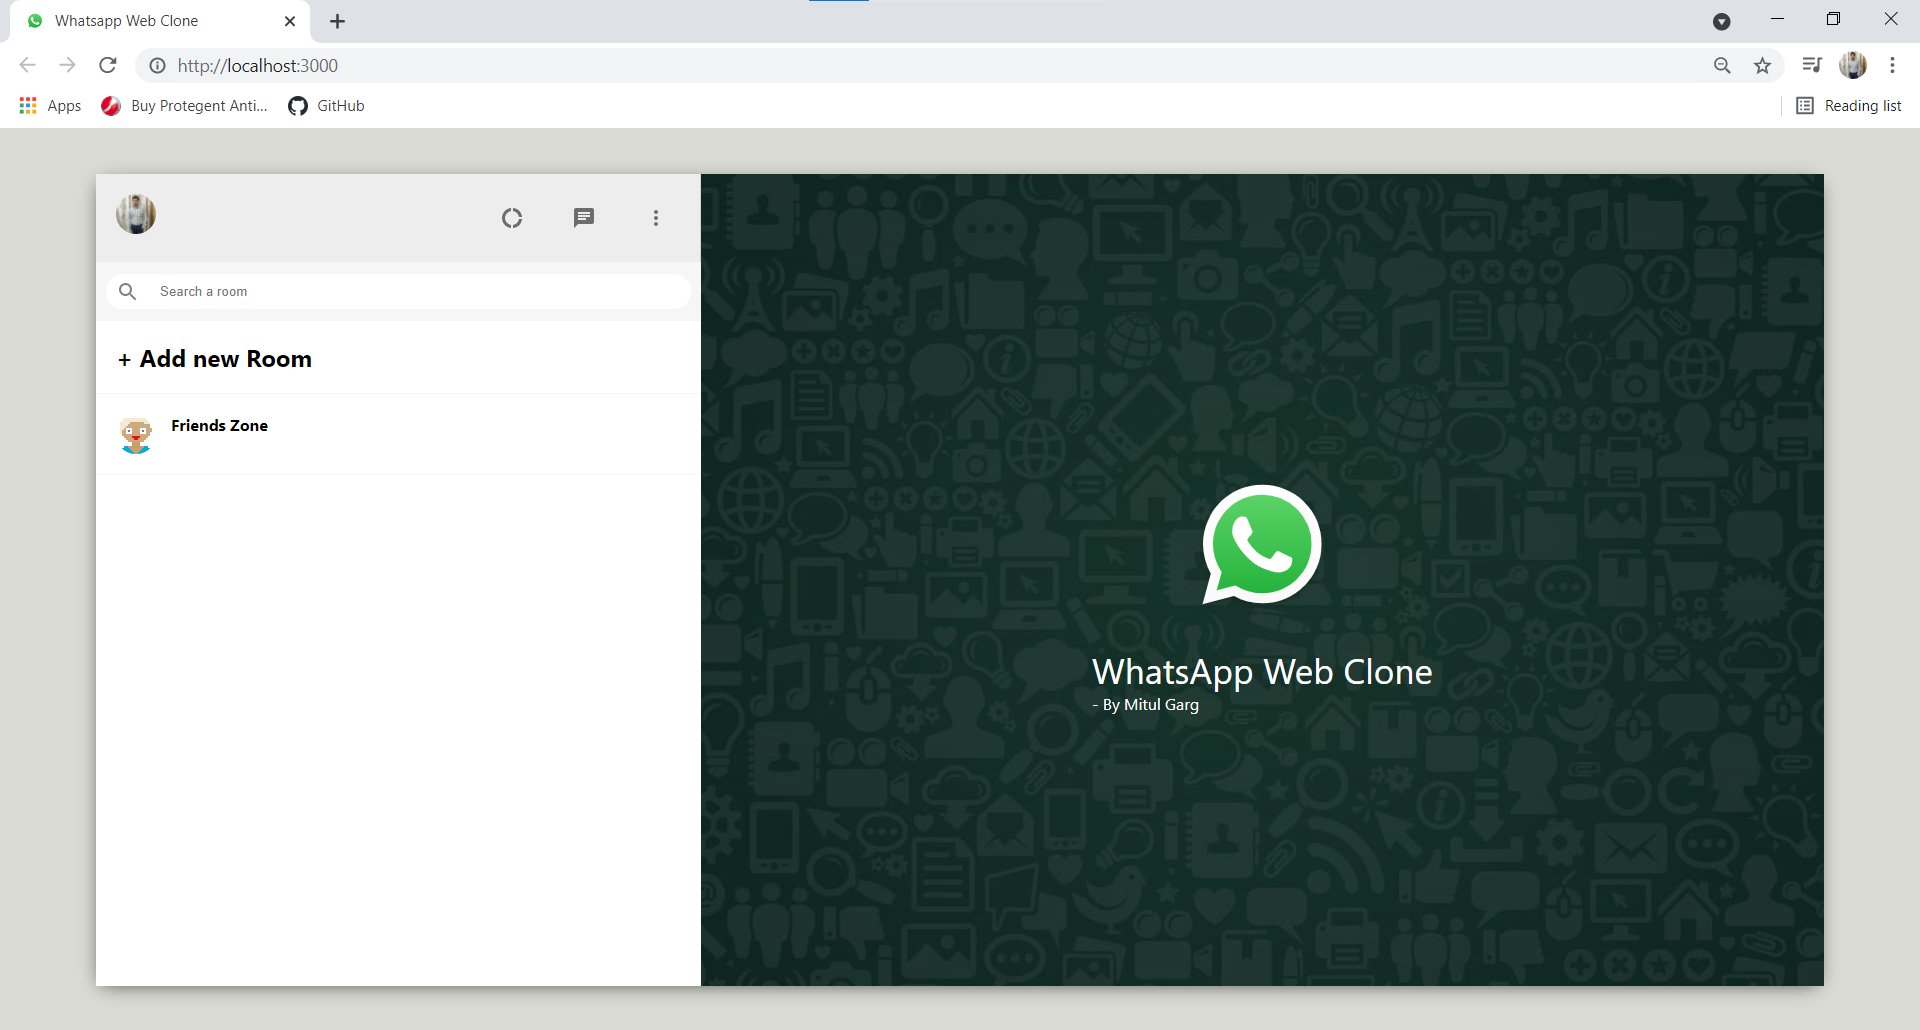 Whatsapp Web Clone
http://localhost:3000
Apps
Buy Protegent Anti...
GitHub
Reading list
Search a room
+ Add new Room
Friends Zone
WhatsApp Web Clone
- By Mitul Garg